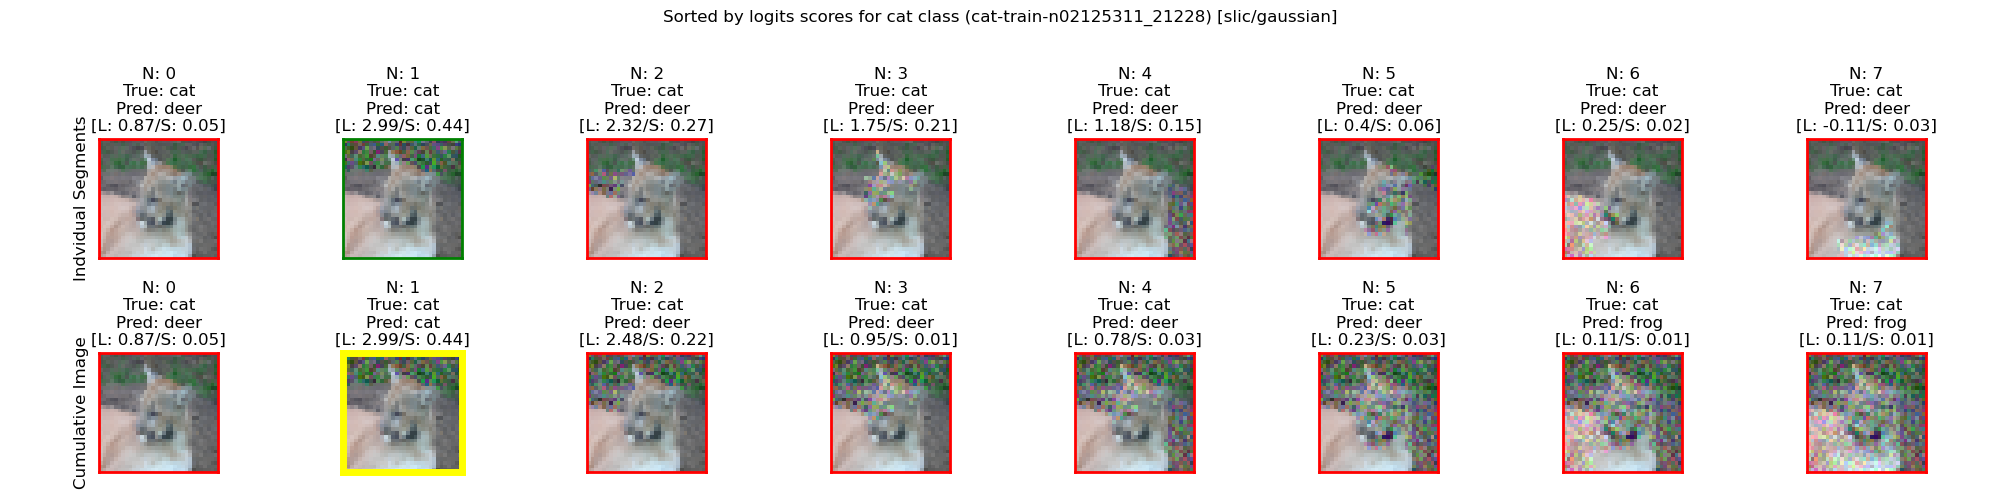 Sorted by logits scores for cat class (cat-train-n02125311_21228) [slic/gaussian]
Indvidual Segments
N: 0
True: cat
Pred: deer
[L: 0.87/S: 0.05]
N: 1
True: cat
Pred: cat
[L: 2.99/S: 0.44]
N: 2
True: cat
Pred: deer
[L: 2.32/S: 0.27]
N: 3
True: cat
Pred: deer
[L: 1.75/S: 0.21]
N: 4
True: cat
Pred: deer
[L: 1.18/S: 0.15]
N: 5
True: cat
Pred: deer
[L: 0.4/S: 0.06]
N: 6
True: cat
Pred: deer
[L: 0.25/S: 0.02]
N: 7
True: cat
Pred: deer
[L: -0.11/S: 0.03]
Cumulative Image
N: 0
True: cat
Pred: deer
[L: 0.87/S: 0.05]
N: 1
True: cat
Pred: cat
[L: 2.99/S: 0.44]
N: 2
True: cat
Pred: deer
[L: 2.48/S: 0.22]
N: 3
True: cat
Pred: deer
[L: 0.95/S: 0.01]
N: 4
True: cat
Pred: deer
[L: 0.78/S: 0.03]
N: 5
True: cat
Pred: deer
[L: 0.23/S: 0.03]
N: 6
True: cat
Pred: frog
[L: 0.11/S: 0.01]
N: 7
True: cat
Pred: frog
[L: 0.11/S: 0.01]